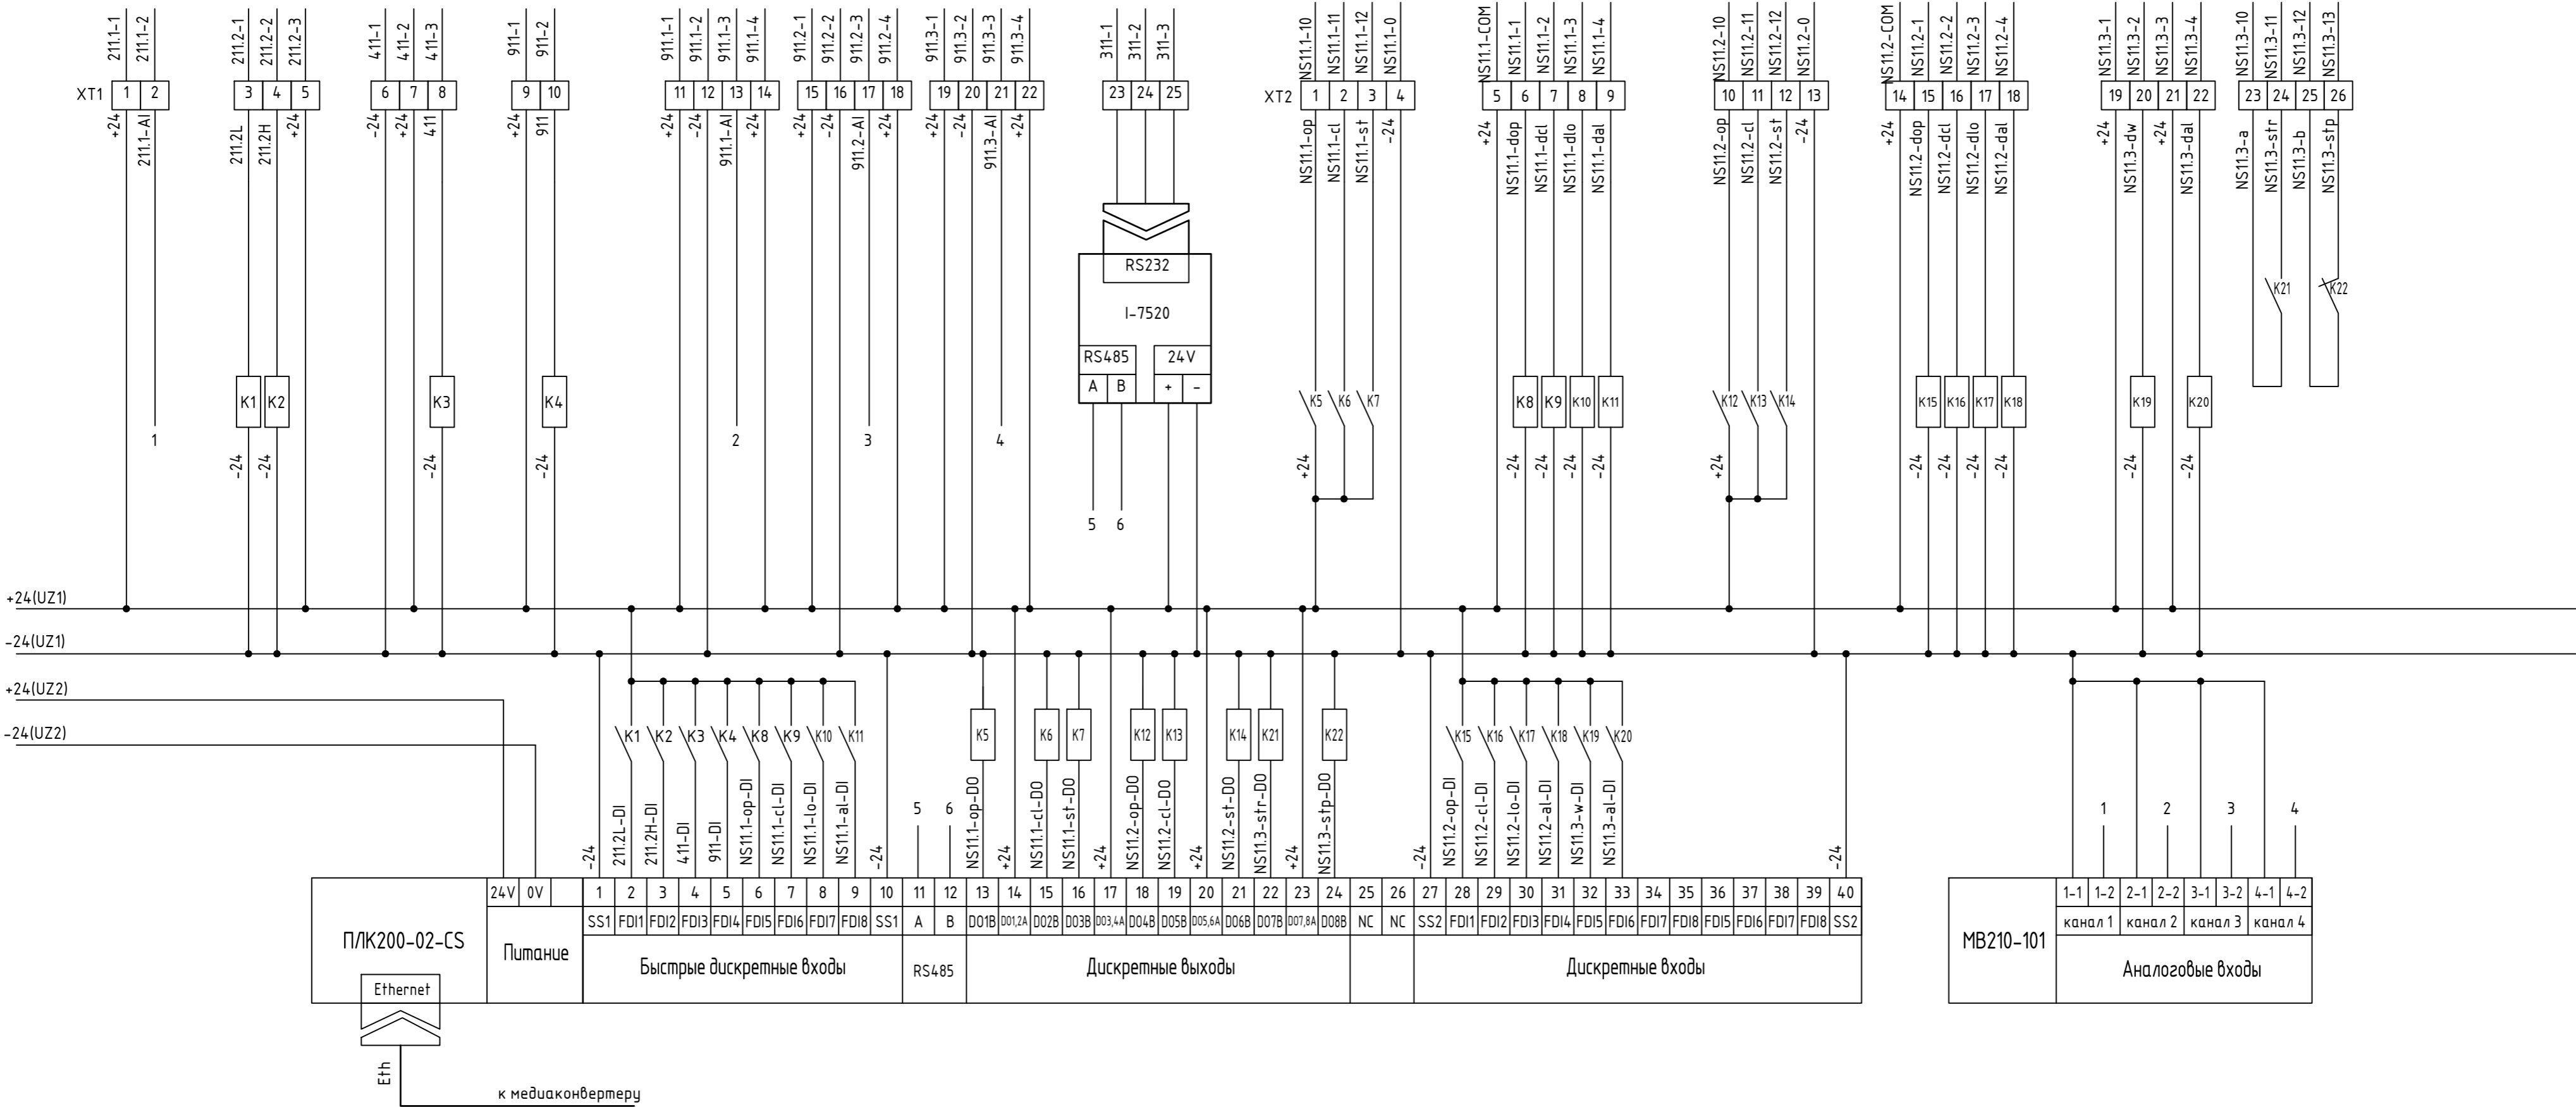 211.1-1 211.1-2 211.2-1 211.2-2 211.2-3 411-1 411-2 411-3 911-1 911-2 911.1-1 911.1-2 911.1-3 911.1-4 911.2-1 911.2-2 911.2-3 911.2-4 911.3-1 911.3-2 911.3-3 911.3-4 311-1 311-2 311-3 NS11.1-10 NS11.1-11 NS11.1-12 NS11.1-0 NS11.1-COM NS11.1-1 NS11.1-2 NS11.1-3 NS11.1-4 NS11.2-10 NS11.2-11 NS11.2-12 NS11.2-0 NS11.2-COM NS11.2-1 NS11.2-2 NS11.2-3 NS11.2-4 NS11.3-1 NS11.3-2 NS11.3-3 NS11.3-4 NS11.3-10 NS11.3-11 NS11.3-12 NS11.3-13
XT1 1 2 3 4 5 6 7 8 9 10 11 12 13 14 15 16 17 18 19 20 21 22 23 24 25 XT2 1 2 3 4 5 6 7 8 9 10 11 12 13 14 15 16 17 18 19 20 21 22 23 24 25 26
+24 211.1-AI 211.2L 211.2H +24 -24 +24 411 +24 911 +24 -24 911.1-AI +24 +24 -24 911.2-AI +24 +24 -24 911.3-AI +24 NS11.1-op NS11.1-cl NS11.1-st -24 +24 NS11.1-dop NS11.1-dcl NS11.1-dlo NS11.1-dal NS11.2-op NS11.2-cl NS11.2-st -24 +24 NS11.2-dop NS11.2-dcl NS11.2-dlo NS11.2-dal +24 NS11.3-dw +24 NS11.3-dal NS11.3-a NS11.3-str NS11.3-b NS11.3-stp
RS232
K21 K22
I-7520
RS485 24V
A B + -
K1 K2 K3 K4 K5 K6 K7 K8 K9 K10 K11 K12 K13 K14 K15 K16 K17 K18 K19 K20
1 2 3 4
-24 -24 -24 -24 +24 -24 -24 -24 -24 +24 -24 -24 -24 -24 -24 -24
5 6
+24(UZ1)
-24(UZ1)
+24(UZ2)
-24(UZ2)
K1 K2 K3 K4 K8 K9 K10 K11 K5 K6 K7 K12 K13 K14 K21 K22 K15 K16 K17 K18 K19 K20
5 6 1 2 3 4
-24 211.2L-DI 211.2H-DI 411-DI 911-DI NS11.1-op-DI NS11.1-cl-DI NS11.1-lo-DI NS11.1-al-DI -24 NS11.1-op-DO +24 NS11.1-cl-DO NS11.1-st-DO +24 NS11.2-op-DO NS11.2-cl-DO +24 NS11.2-st-DO NS11.3-str-DO +24 NS11.3-stp-DO -24 NS11.2-op-DI NS11.2-cl-DI NS11.2-lo-DI NS11.2-al-DI NS11.3-w-DI NS11.3-al-DI -24
24V 0V 1 2 3 4 5 6 7 8 9 10 11 12 13 14 15 16 17 18 19 20 21 22 23 24 25 26 27 28 29 30 31 32 33 34 35 36 37 38 39 40 1-1 1-2 2-1 2-2 3-1 3-2 4-1 4-2
SS1 FDI1 FDI2 FDI3 FDI4 FDI5 FDI6 FDI7 FDI8 SS1 A B DO1B DO1,2A DO2B DO3B DO3,4A DO4B DO5B DO5,6A DO6B DO7B DO7,8A DO8B NC NC SS2 FDI1 FDI2 FDI3 FDI4 FDI5 FDI6 FDI7 FDI8 FDI5 FDI6 FDI7 FDI8 SS2 канал 1 канал 2 канал 3 канал 4
ПЛК200-02-CS Питание Быстрые дискретные входы RS485 Дискретные выходы Дискретные входы МВ210-101 Аналоговые входы
Ethernet
Eth
к медиаконвертеру